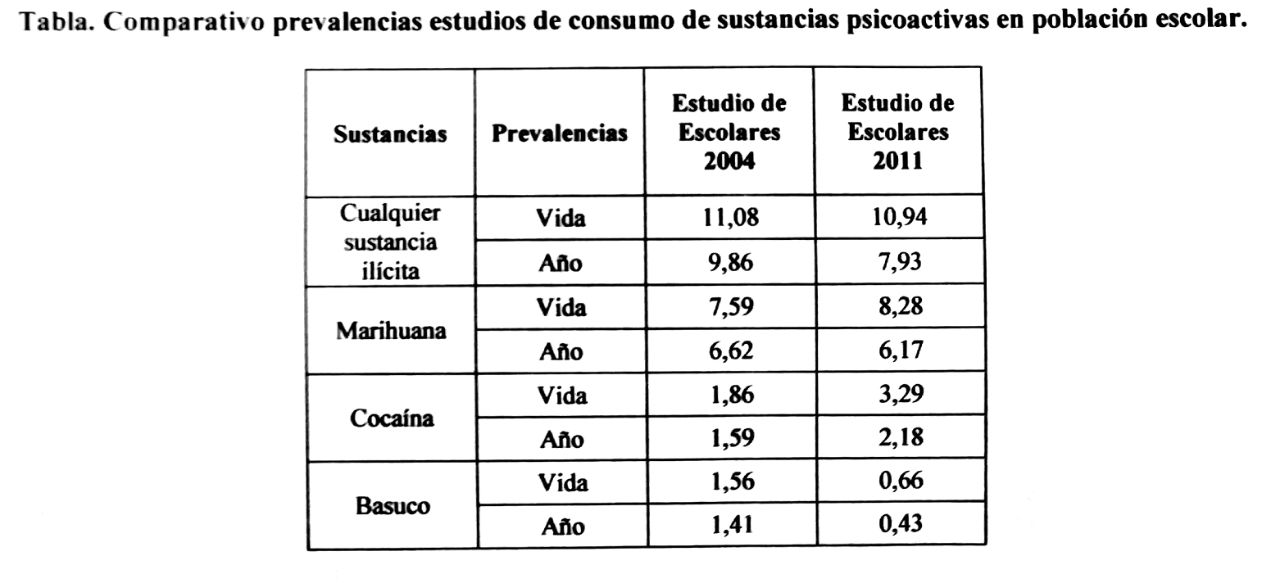 Tabla. Comparativo prevalencias estudios de consumo de sustancias psicoactivas en población escolar.
Sustancias Prevalencias Estudio de Escolares 2004 Estudio de Escolares 2011
Cualquier sustancia ilícita Vida 11,08 10,94
Año 9,86 7,93
Marihuana Vida 7,59 8,28
Año 6,62 6,17
Cocaína Vida 1,86 3,29
Año 1,59 2,18
Basuco Vida 1,56 0,66
Año 1,41 0,43